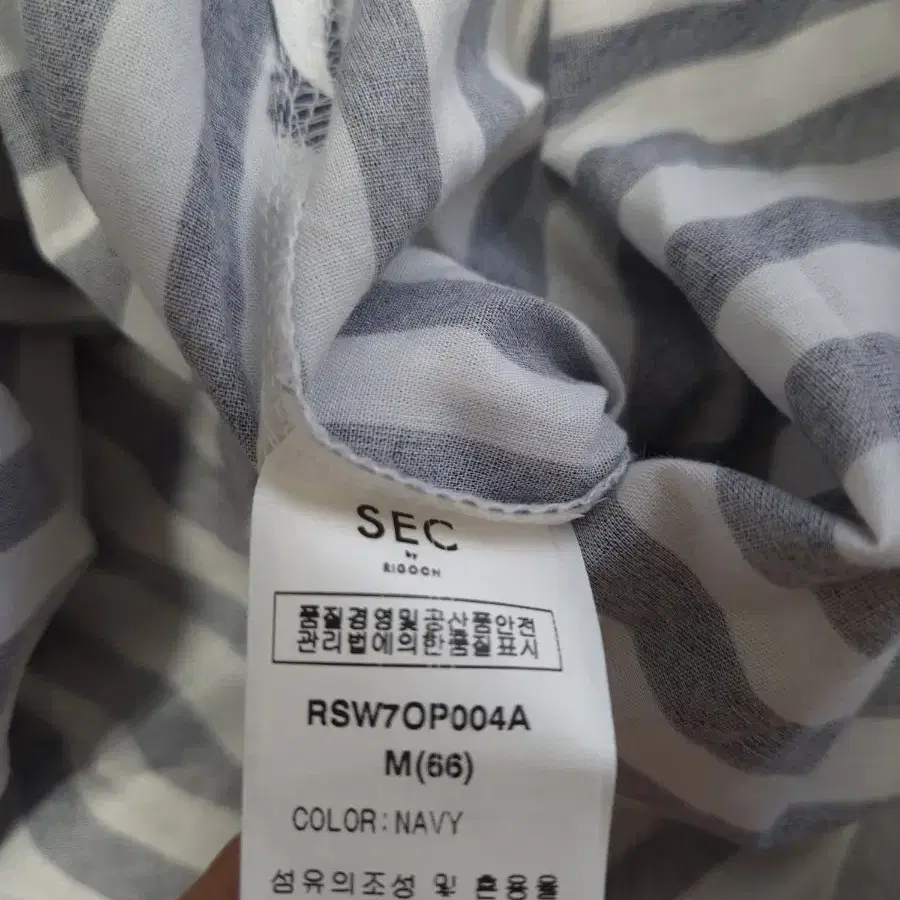 SEC
by
RIGOCH
품질경영및공산품안전
관리법에의한품질표시
RSW7OP004A
M(66)
COLOR:NAVY
섬유의조성 및 혼용율